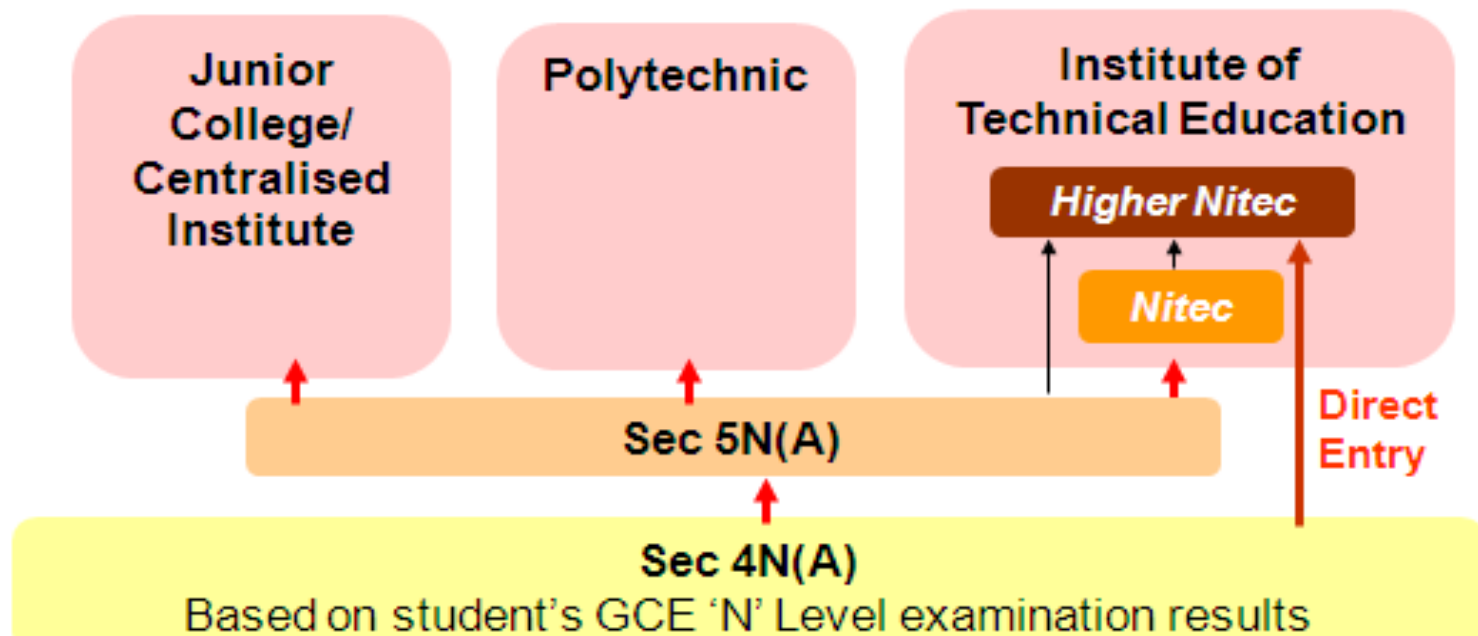 Junior
College/
Centralised
Institute
Polytechnic
Institute of
Technical Education
Higher Nitec
Nitec
Direct
Entry
Sec 5N(A)
Sec 4N(A)
Based on student’s GCE ‘N’ Level examination results